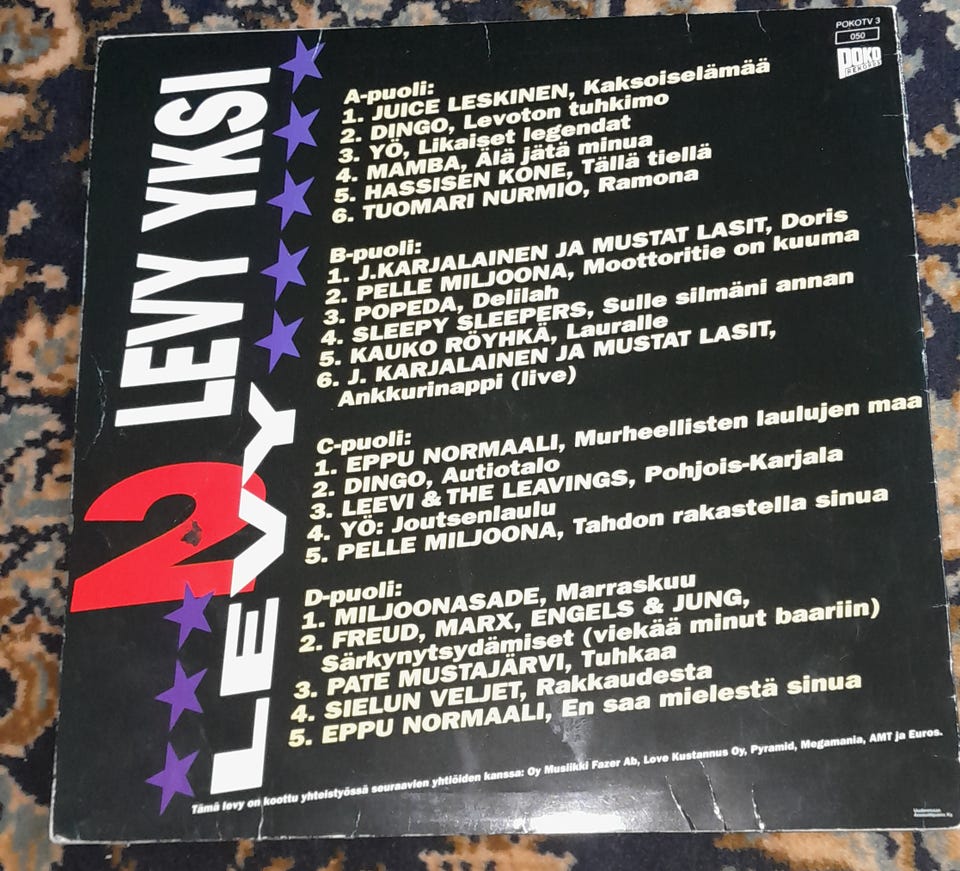 POKOTV 3
050
POKO
REKORDS
LEVY YKSI
A-puoli:
1. JUICE LESKINEN, Kaksoiselämää
2. DINGO, Levoton tuhkimo
3. YÖ, Likaiset legendat
4. MAMBA, Älä jätä minua
5. HASSISEN KONE, Tällä tiellä
6. TUOMARI NURMIO, Ramona
B-puoli:
1. J.KARJALAINEN JA MUSTAT LASIT, Doris
2. PELLE MILJOONA, Moottoritie on kuuma
3. POPEDA, Delilah
4. SLEEPY SLEEPERS, Sulle silmäni annan
5. KAUKO RÖYHKÄ, Lauralle
6. J. KARJALAINEN JA MUSTAT LASIT,
Ankkurinappi (live)
LEVY
2
C-puoli:
1. EPPU NORMAALI, Murheellisten laulujen maa
2. DINGO, Autiotalo
3. LEEVI & THE LEAVINGS, Pohjois-Karjala
4. YÖ: Joutsenlaulu
5. PELLE MILJOONA, Tahdon rakastella sinua
D-puoli:
1. MILJOONASADE, Marraskuu
2. FREUD, MARX, ENGELS & JUNG,
Särkynytsydämiset (viekää minut baariin)
3. PATE MUSTAJÄRVI, Tuhkaa
4. SIELUN VELJET, Rakkaudesta
5. EPPU NORMAALI, En saa mielestä sinua
Tämä levy on koottu yhteistyössä seuraavien yhtiöiden kanssa: Oy Musiikki Fazer Ab, Love Kustannus Oy, Pyramid, Megamania, AMT ja Euros.